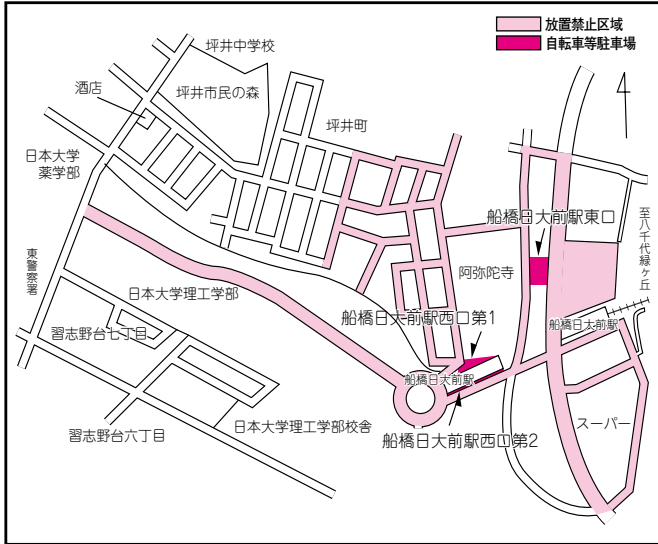 放置禁止区域
自転車等駐車場
坪井中学校
酒店
坪井市民の森
坪井町
日本大学
薬学部
船橋日大前駅東口
至八千代緑ヶ丘
東警察署
阿弥陀寺
日本大学理工学部
船橋日大前駅西口第1
船橋日大前駅
習志野台七丁目
船橋日大前駅
スーパー
習志野台六丁目
日本大学理工学部校舎
船橋日大前駅西口第2